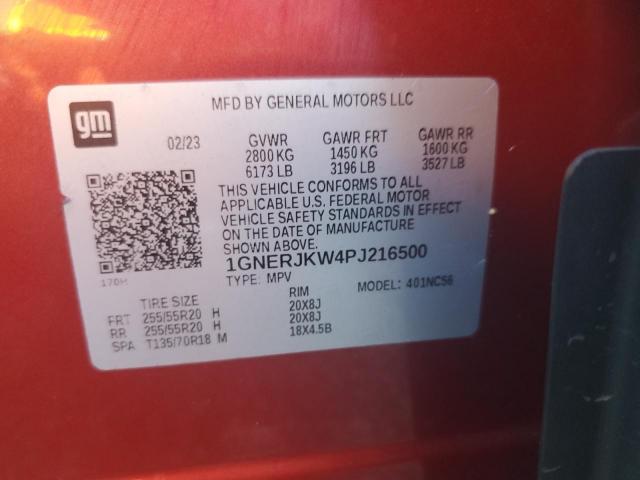 gm
MFD BY GENERAL MOTORS LLC
02/23 GVWR GAWR FRT GAWR RR
2800 KG 1450 KG 1600 KG
6173 LB 3196 LB 3527 LB
THIS VEHICLE CONFORMS TO ALL
APPLICABLE U.S. FEDERAL MOTOR
VEHICLE SAFETY STANDARDS IN EFFECT
ON THE DATE OF MANUFACTURE
SHOWN ABOVE.
1GNERJKW4PJ216500
170H TYPE: MPV MODEL: 401NC56
TIRE SIZE RIM
FRT 255/55R20 H 20X8J
RR 255/55R20 H 20X8J
SPA T135/70R18 M 18X4.5B